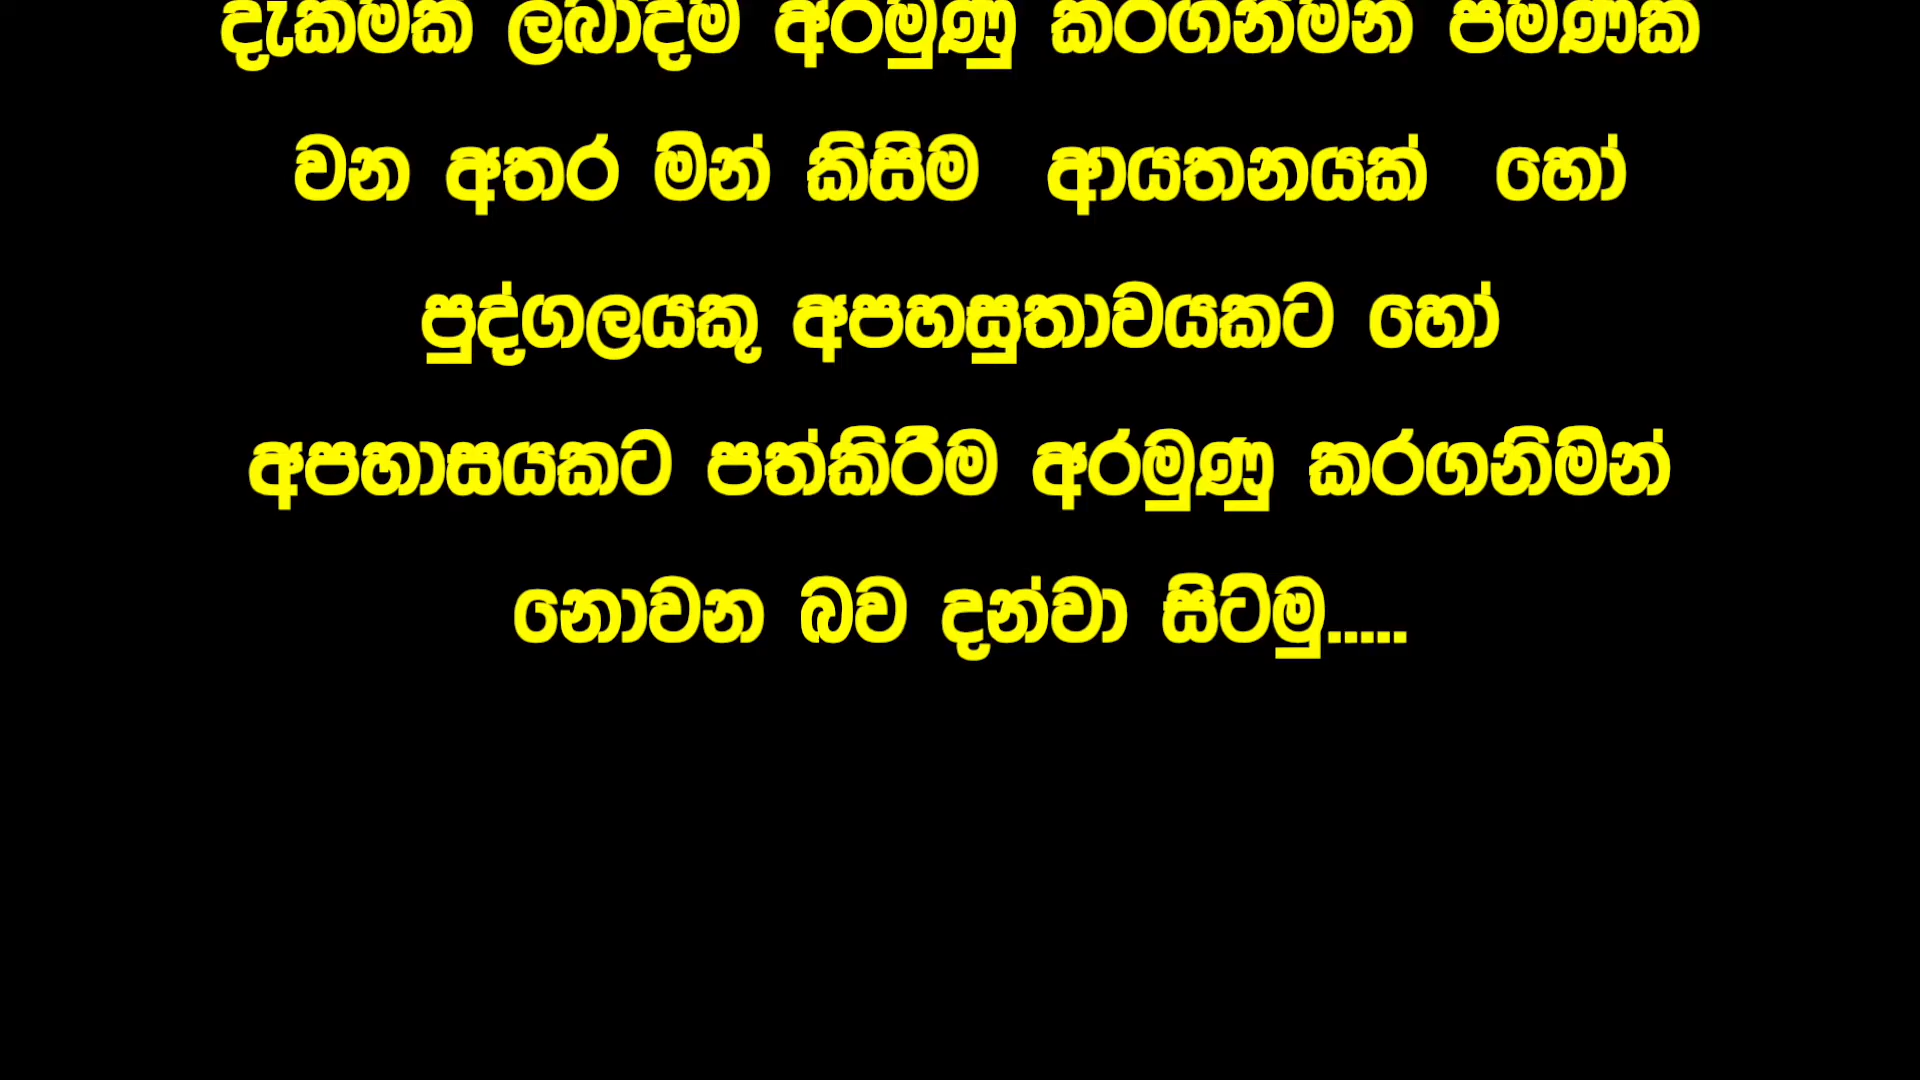 දැක්මක් ලබාදීම අරමුණු කරගනිමින් පමණක්
වන අතර මින් කිසිම ආයතනයක් හෝ
පුද්ගලයකු අපහසුතාවයකට හෝ
අපහාසයකට පත්කිරීම අරමුණු කරගනිමින්
නොවන බව දන්වා සිටිමු.....